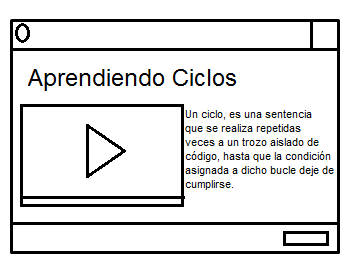 Aprendiendo Ciclos
Un ciclo, es una sentencia
que se realiza repetidas
veces a un trozo aislado de
código, hasta que la condición
asignada a dicho bucle deje de
cumplirse.